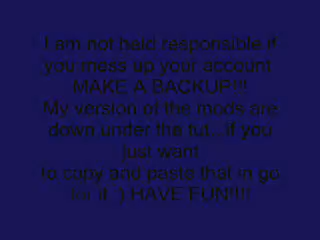 I am not held responsible if
you mess up your account
MAKE A BACKUP!!!
My version of the mods are
down under the tut.. if you
just want
to copy and pasta that in go
for it :) HAVE FUN!!!!